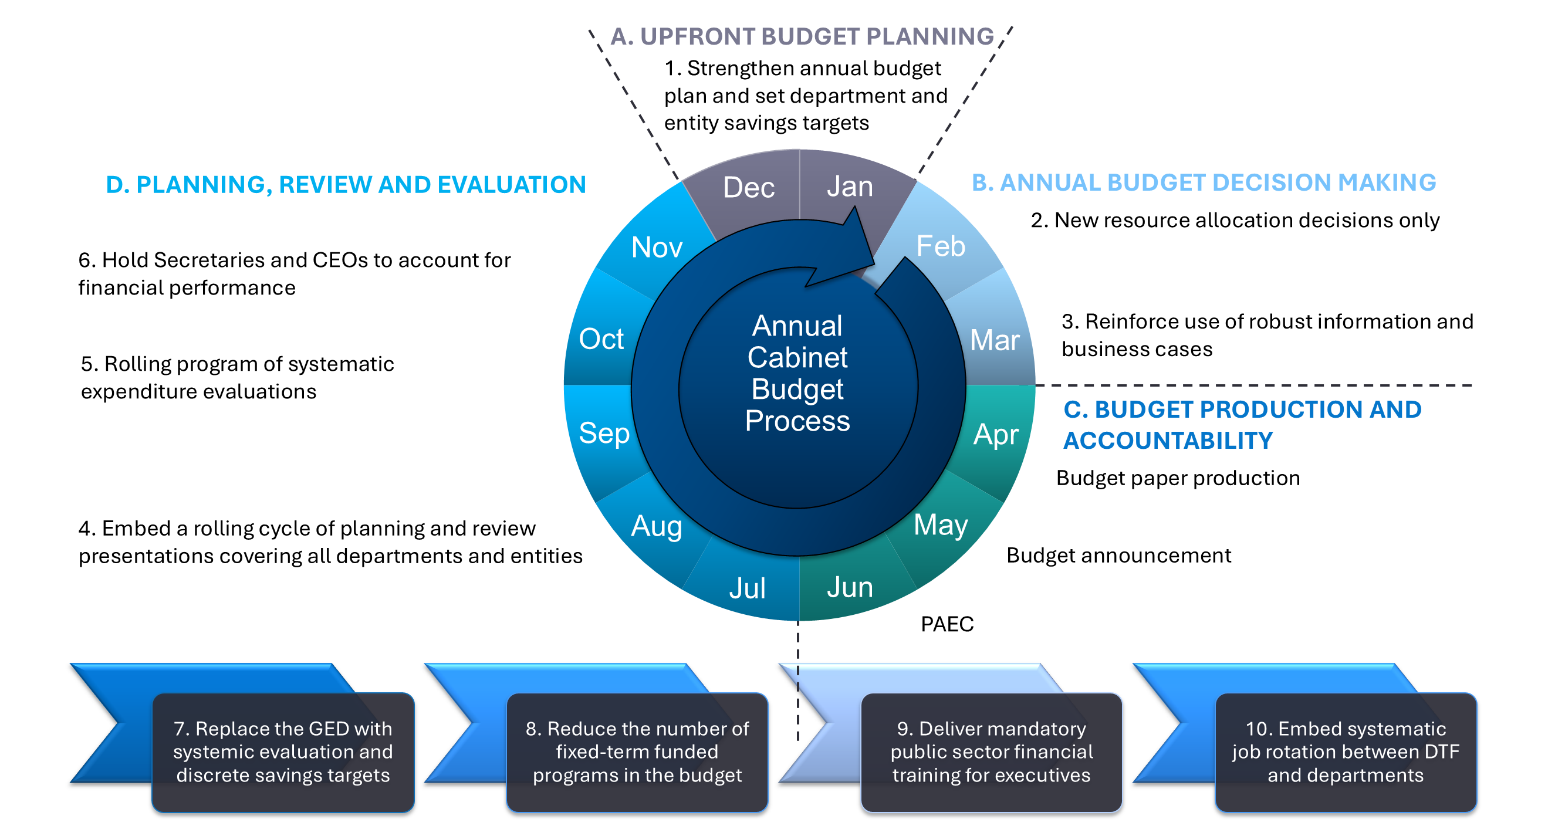 A. UPFRONT BUDGET PLANNING
1. Strengthen annual budget
plan and set department and
entity savings targets
B. ANNUAL BUDGET DECISION MAKING
2. New resource allocation decisions only
3. Reinforce use of robust information and
business cases
C. BUDGET PRODUCTION AND
ACCOUNTABILITY
Budget paper production
Budget announcement
PAEC
D. PLANNING, REVIEW AND EVALUATION
6. Hold Secretaries and CEOs to account for
financial performance
5. Rolling program of systematic
expenditure evaluations
4. Embed a rolling cycle of planning and review
presentations covering all departments and entities
Jan
Feb
Mar
Apr
May
Jun
Jul
Aug
Sep
Oct
Nov
Dec
Annual
Cabinet
Budget
Process
7. Replace the GED with
systemic evaluation and
discrete savings targets
8. Reduce the number of
fixed-term funded
programs in the budget
9. Deliver mandatory
public sector financial
training for executives
10. Embed systematic
job rotation between DTF
and departments